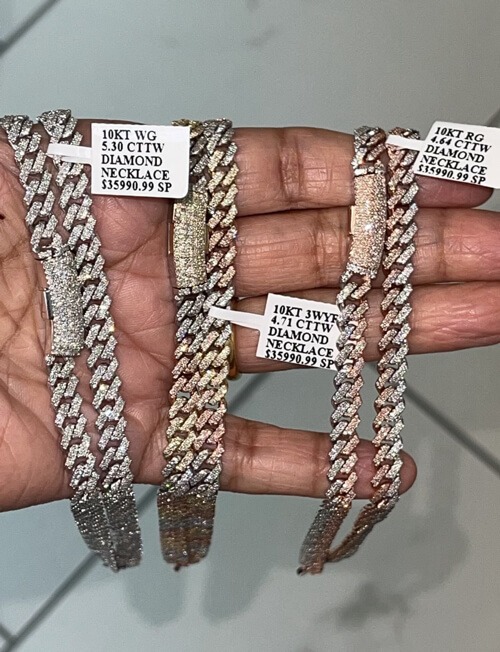 10KT WG
5.30 CTTW
DIAMOND
NECKLACE
$35990.99 SP
10KT RG
4.64 CTTW
DIAMOND
NECKLACE
$35990.99 SP
10KT 3WYR
4.71 CTTW
DIAMOND
NECKLACE
$35990.99 SP